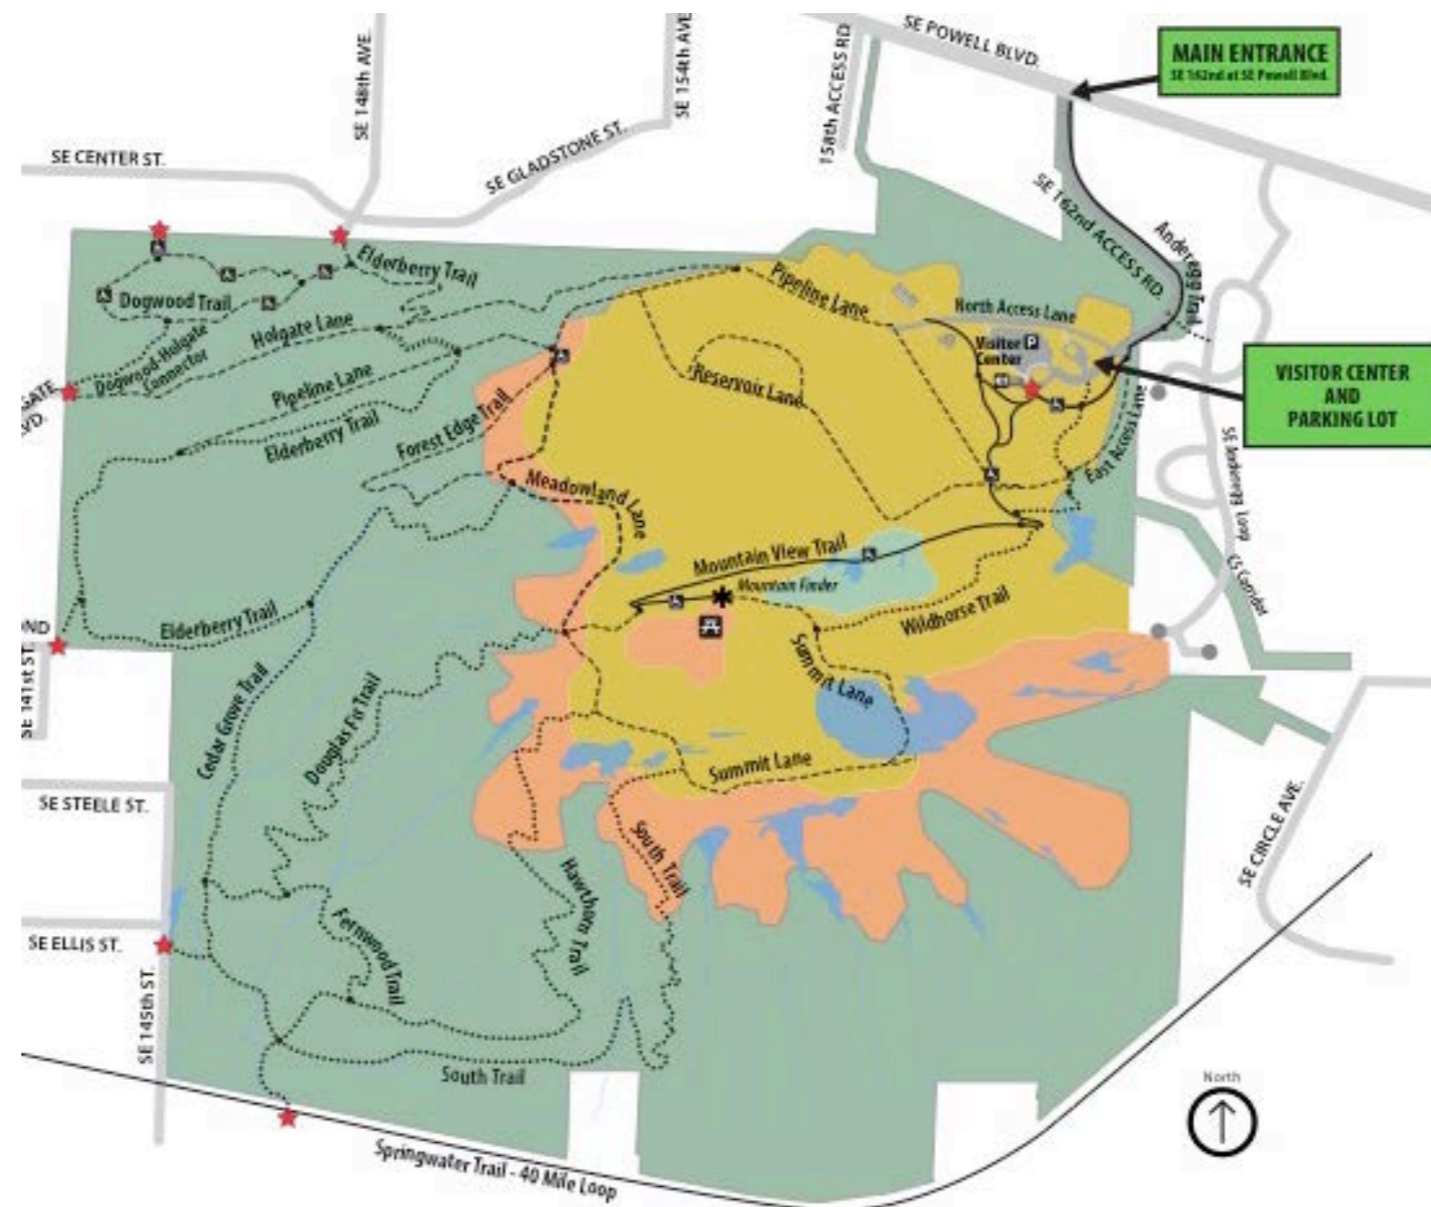 SE POWELL BLVD.
MAIN ENTRANCE
SE 162nd at SE Powell Blvd.
SE 148th AVE.
SE 154th AVE
158ath ACCESS RD
SE CENTER ST.
SE GLADSTONE ST.
SE 162nd ACCESS RD.
Anderegg Trail
Elderberry Trail
Dogwood Trail
Pipeline Lane
North Access Lane
Visitor
Center
P
Holgate Lane
Dogwood-Holgate
Connector
VISITOR CENTER
AND
PARKING LOT
GATE
VD.
Pipeline Lane
Reservoir Lane
Elderberry Trail
Forest Edge Trail
East Access Lane
Meadowland Lane
SE Anderegg Loop
Mountain View Trail
Mountain Finder
CS Corridor
Elderberry Trail
Wildhorse Trail
ND
SE 141st ST.
Summit Lane
Cedar Grove Trail
Douglas Fir Trail
Summit Lane
SE STEELE ST.
SE CIRCLE AVE.
South Trail
Hawthorn Trail
Fernwood Trail
SE ELLIS ST.
SE 145th ST.
South Trail
North
Springwater Trail - 40 Mile Loop